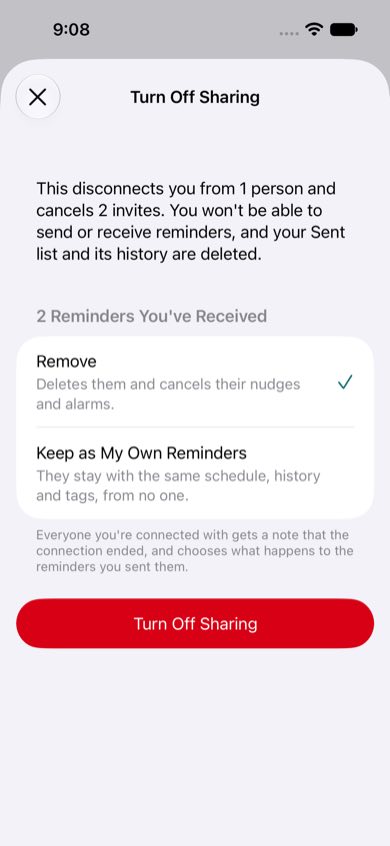 9:08
Turn Off Sharing
This disconnects you from 1 person and
cancels 2 invites. You won't be able to
send or receive reminders, and your Sent
list and its history are deleted.
2 Reminders You've Received
Remove
Deletes them and cancels their nudges
and alarms.
Keep as My Own Reminders
They stay with the same schedule, history
and tags, from no one.
Everyone you're connected with gets a note that the
connection ended, and chooses what happens to the
reminders you sent them.
Turn Off Sharing